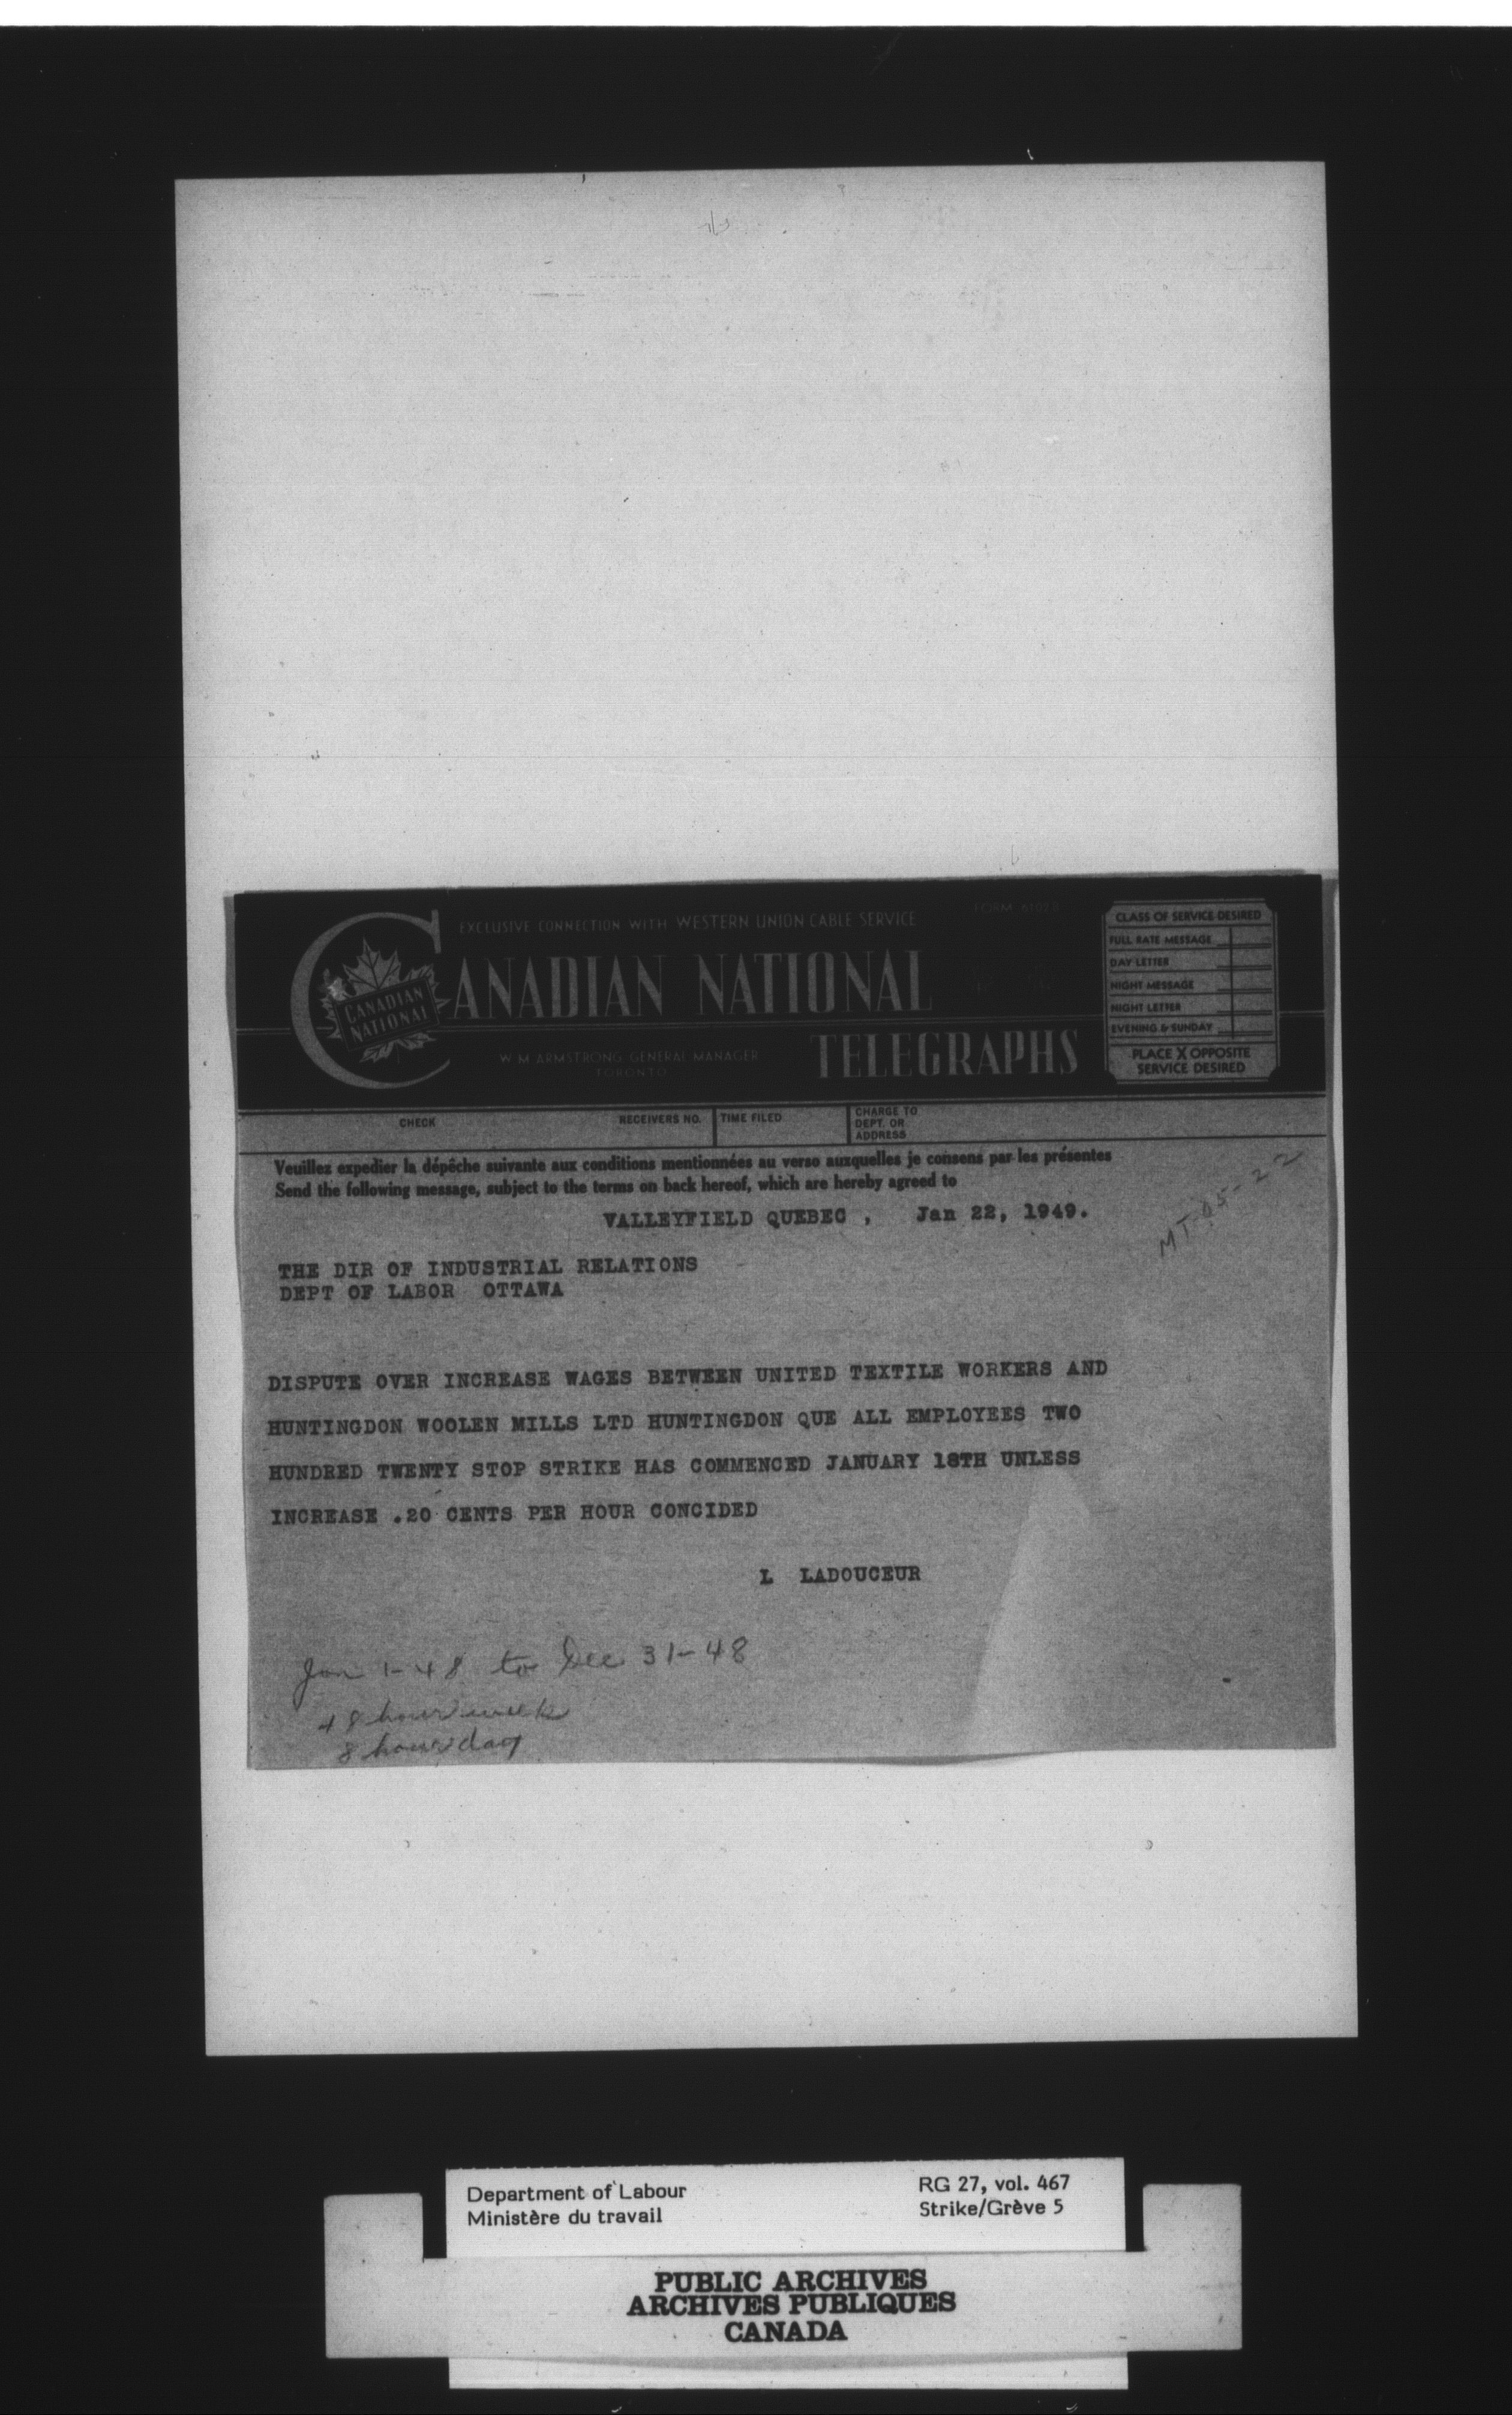 EXCLUSIVE CONNECTION WITH WESTERN UNION CABLE SERVICE
FORM 6102
CANADIAN NATIONAL
CANADIAN NATIONAL
TELEGRAPHS
W M ARMSTRONG GENERAL MANAGER
TORONTO
CLASS OF SERVICE DESIRED
FULL RATE MESSAGE
DAY LETTER
NIGHT MESSAGE
NIGHT LETTER
EVENING & SUNDAY
PLACE X OPPOSITE
SERVICE DESIRED
CHECK RECEIVERS NO. TIME FILED CHARGE TO
DEPT. OR
ADDRESS
Veuillez expedier la dépêche suivante aux conditions mentionnées au verso auxquelles je consens par les présentes
Send the following message, subject to the terms on back hereof, which are hereby agreed to
VALLEYFIELD QUEBEC , Jan 22, 1949.
THE DIR OF INDUSTRIAL RELATIONS
DEPT OF LABOR OTTAWA
DISPUTE OVER INCREASE WAGES BETWEEN UNITED TEXTILE WORKERS AND
HUNTINGDON WOOLEN MILLS LTD HUNTINGDON QUE ALL EMPLOYEES TWO
HUNDRED TWENTY STOP STRIKE HAS COMMENCED JANUARY 18TH UNLESS
INCREASE .20 CENTS PER HOUR CONCIDED
L LADOUCEUR
Jan 1-48 to Dec 31-48
48 hour week
8 hour day
Department of Labour
Ministère du travail
RG 27, vol. 467
Strike/Grève 5
PUBLIC ARCHIVES
ARCHIVES PUBLIQUES
CANADA